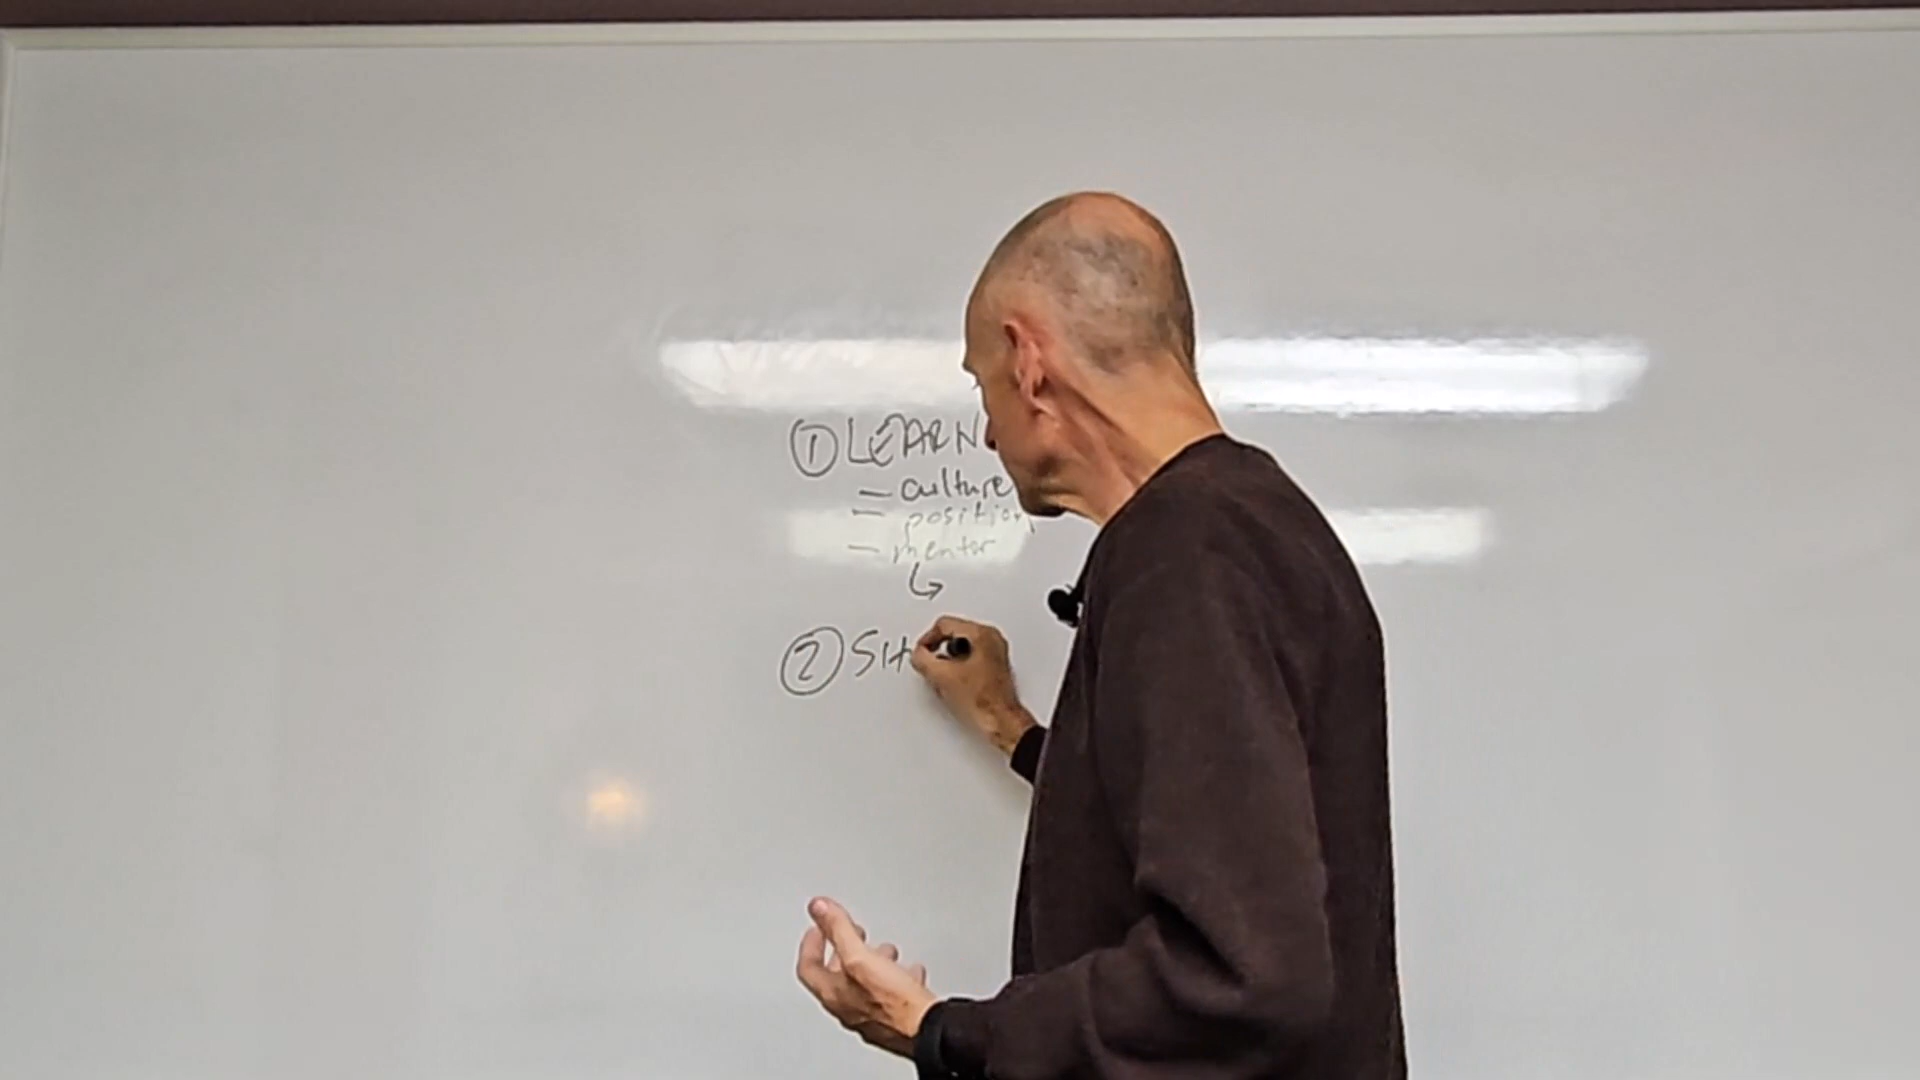 ① LEARN
— culture
— position
— mentor
↳
② SH